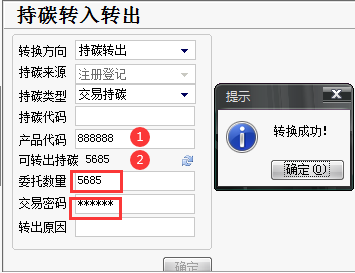 持碳转入转出
转换方向 持碳转出
持碳来源 注册登记
持碳类型 交易持碳
持碳代码
产品代码 888888 1
可转出持碳 5685 2
委托数量 5685
交易密码 ******
转出原因
确定
提示
转换成功!
确定(O)